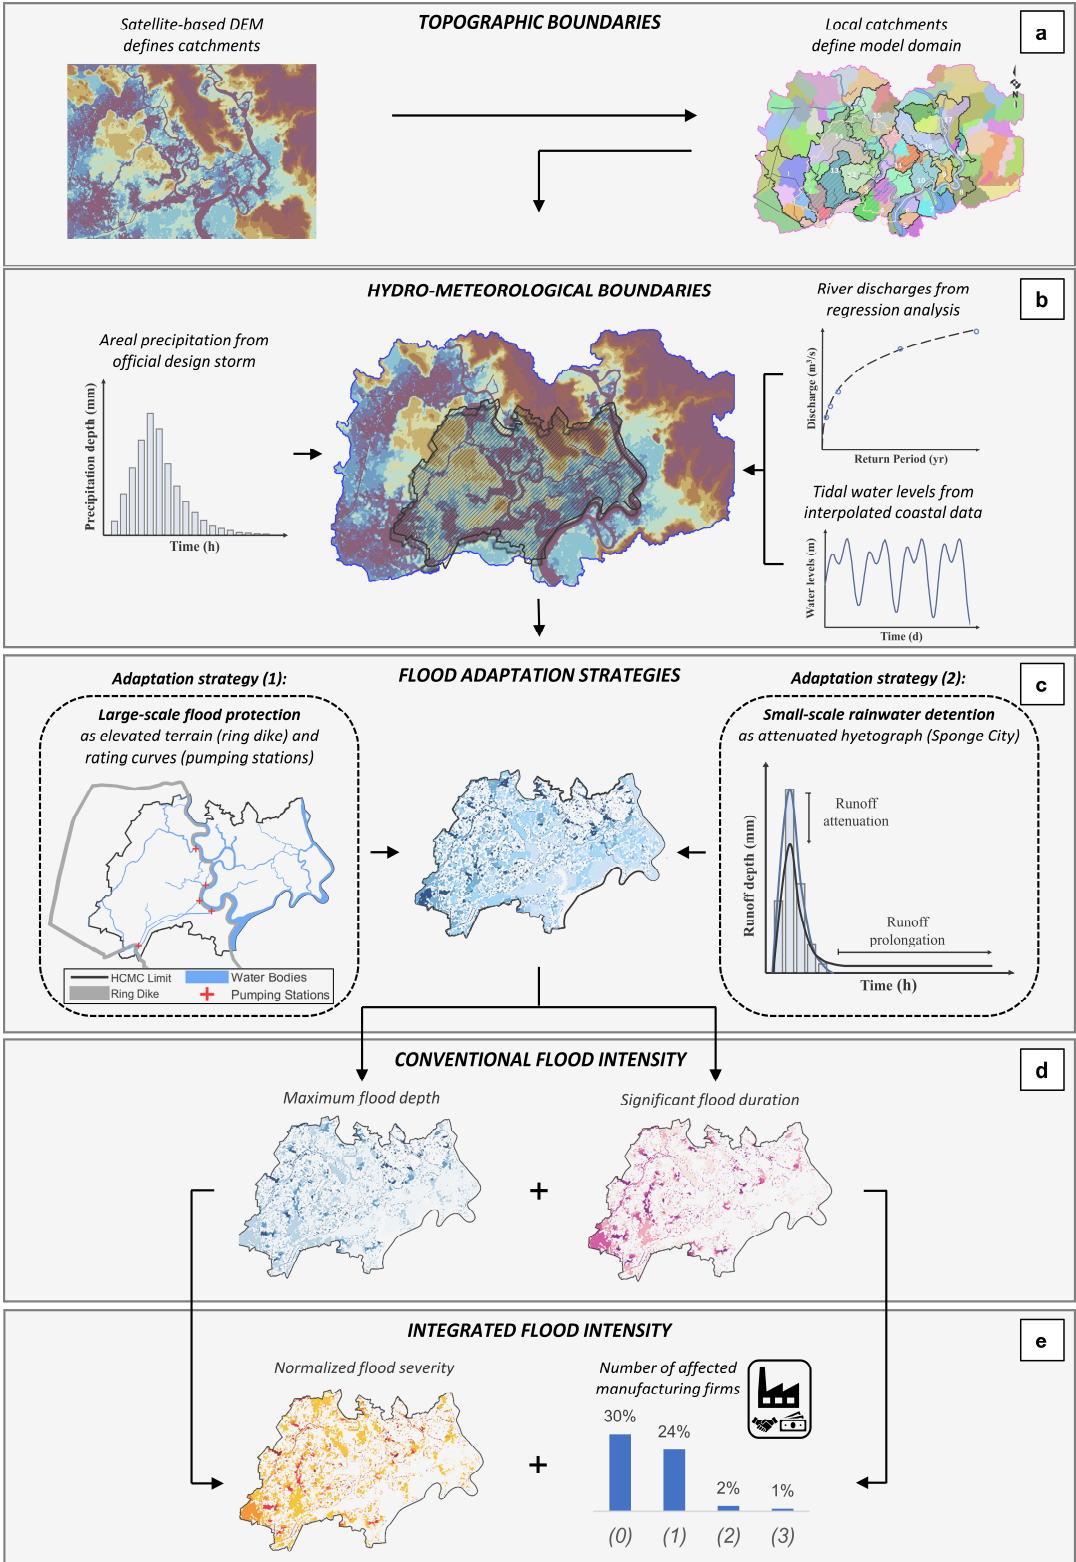 TOPOGRAPHIC BOUNDARIES
a
Satellite-based DEM
defines catchments
Local catchments
define model domain
N
HYDRO-METEOROLOGICAL BOUNDARIES
b
Areal precipitation from
official design storm
Precipitation depth (mm)
Time (h)
River discharges from
regression analysis
Discharge (m³/s)
Return Period (yr)
Tidal water levels from
interpolated coastal data
Water levels (m)
Time (d)
FLOOD ADAPTATION STRATEGIES
c
Adaptation strategy (1):
Large-scale flood protection
as elevated terrain (ring dike) and
rating curves (pumping stations)
HCMC Limit
Water Bodies
Ring Dike
Pumping Stations
Adaptation strategy (2):
Small-scale rainwater detention
as attenuated hyetograph (Sponge City)
Runoff depth (mm)
Runoff
attenuation
Runoff
prolongation
Time (h)
CONVENTIONAL FLOOD INTENSITY
d
Maximum flood depth
Significant flood duration
+
INTEGRATED FLOOD INTENSITY
e
Normalized flood severity
+
Number of affected
manufacturing firms
30%
24%
2%
1%
(0)
(1)
(2)
(3)